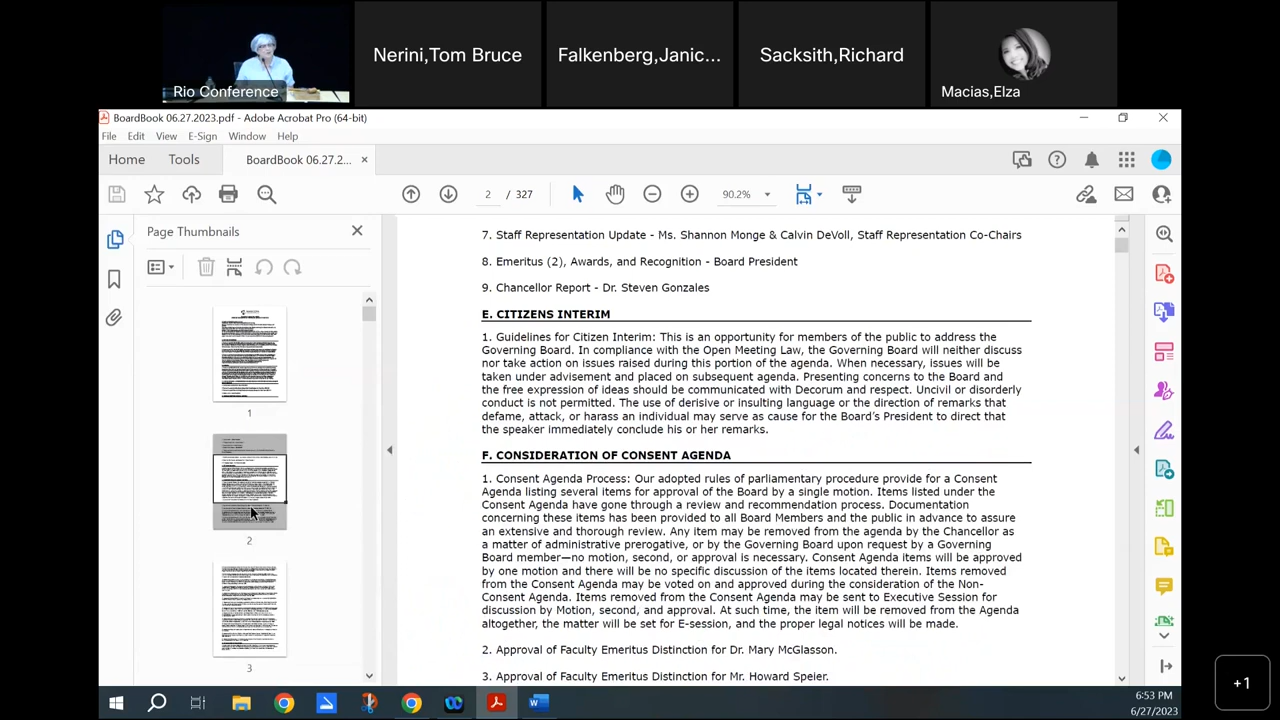 Rio Conference
Nerini,Tom Bruce
Falkenberg,Janic...
Sacksith,Richard
Macias,Elza
BoardBook 06.27.2023.pdf - Adobe Acrobat Pro (64-bit)
File Edit View E-Sign Window Help
Home Tools BoardBook 06.27.2... ×
2 / 327 90.2%
Page Thumbnails
1
2
3
7. Staff Representation Update - Ms. Shannon Monge & Calvin DeVoll, Staff Representation Co-Chairs
8. Emeritus (2), Awards, and Recognition - Board President
9. Chancellor Report - Dr. Steven Gonzales
E. CITIZENS INTERIM
1. Guidelines for Citizen Interim: This is an opportunity for members of the public to address the
Governing Board. In compliance with the Open Meeting Law, the Governing Board will neither discuss
nor take action on issues raised during this portion of the agenda. When necessary, issues will be
taken under advisement and placed on subsequent agenda. Presenting concerns to the Board and
the free expression of ideas should be communicated with Decorum and respect. Uncivil or disorderly
conduct is not permitted. The use of derisive or insulting language or the direction of remarks that
defame, attack, or harass an individual may serve as cause for the Board's President to direct that
the speaker immediately conclude his or her remarks.
F. CONSIDERATION OF CONSENT AGENDA
1. Consent Agenda Process: Our approved rules of parliamentary procedure provide for a Consent
Agenda listing several items for approval of the Board by a single motion. Items listed under the
Consent Agenda have gone through a review and recommendation process. Documentation
concerning these items has been provided to all Board Members and the public in advance to assure
an extensive and thorough review. Any item may be removed from the agenda by the Chancellor as
a matter of administrative prerogative, or by the Governing Board upon request by a Governing
Board member—no motion, second, or approval is necessary. Consent Agenda items will be approved
by one motion and there will be no specific discussion of the items located therein. Items removed
from the Consent Agenda may be voted on and approved during the consideration of the Non-
Consent Agenda. Items removed from the Consent Agenda may be sent to Executive Session for
discussion by Motion, second, and vote. At such time, the item will be removed from the Agenda
altogether, the matter will be set for E-session, and the proper legal notices will be made.
2. Approval of Faculty Emeritus Distinction for Dr. Mary McGlasson.
3. Approval of Faculty Emeritus Distinction for Mr. Howard Speier.
6:53 PM
6/27/2023
+1